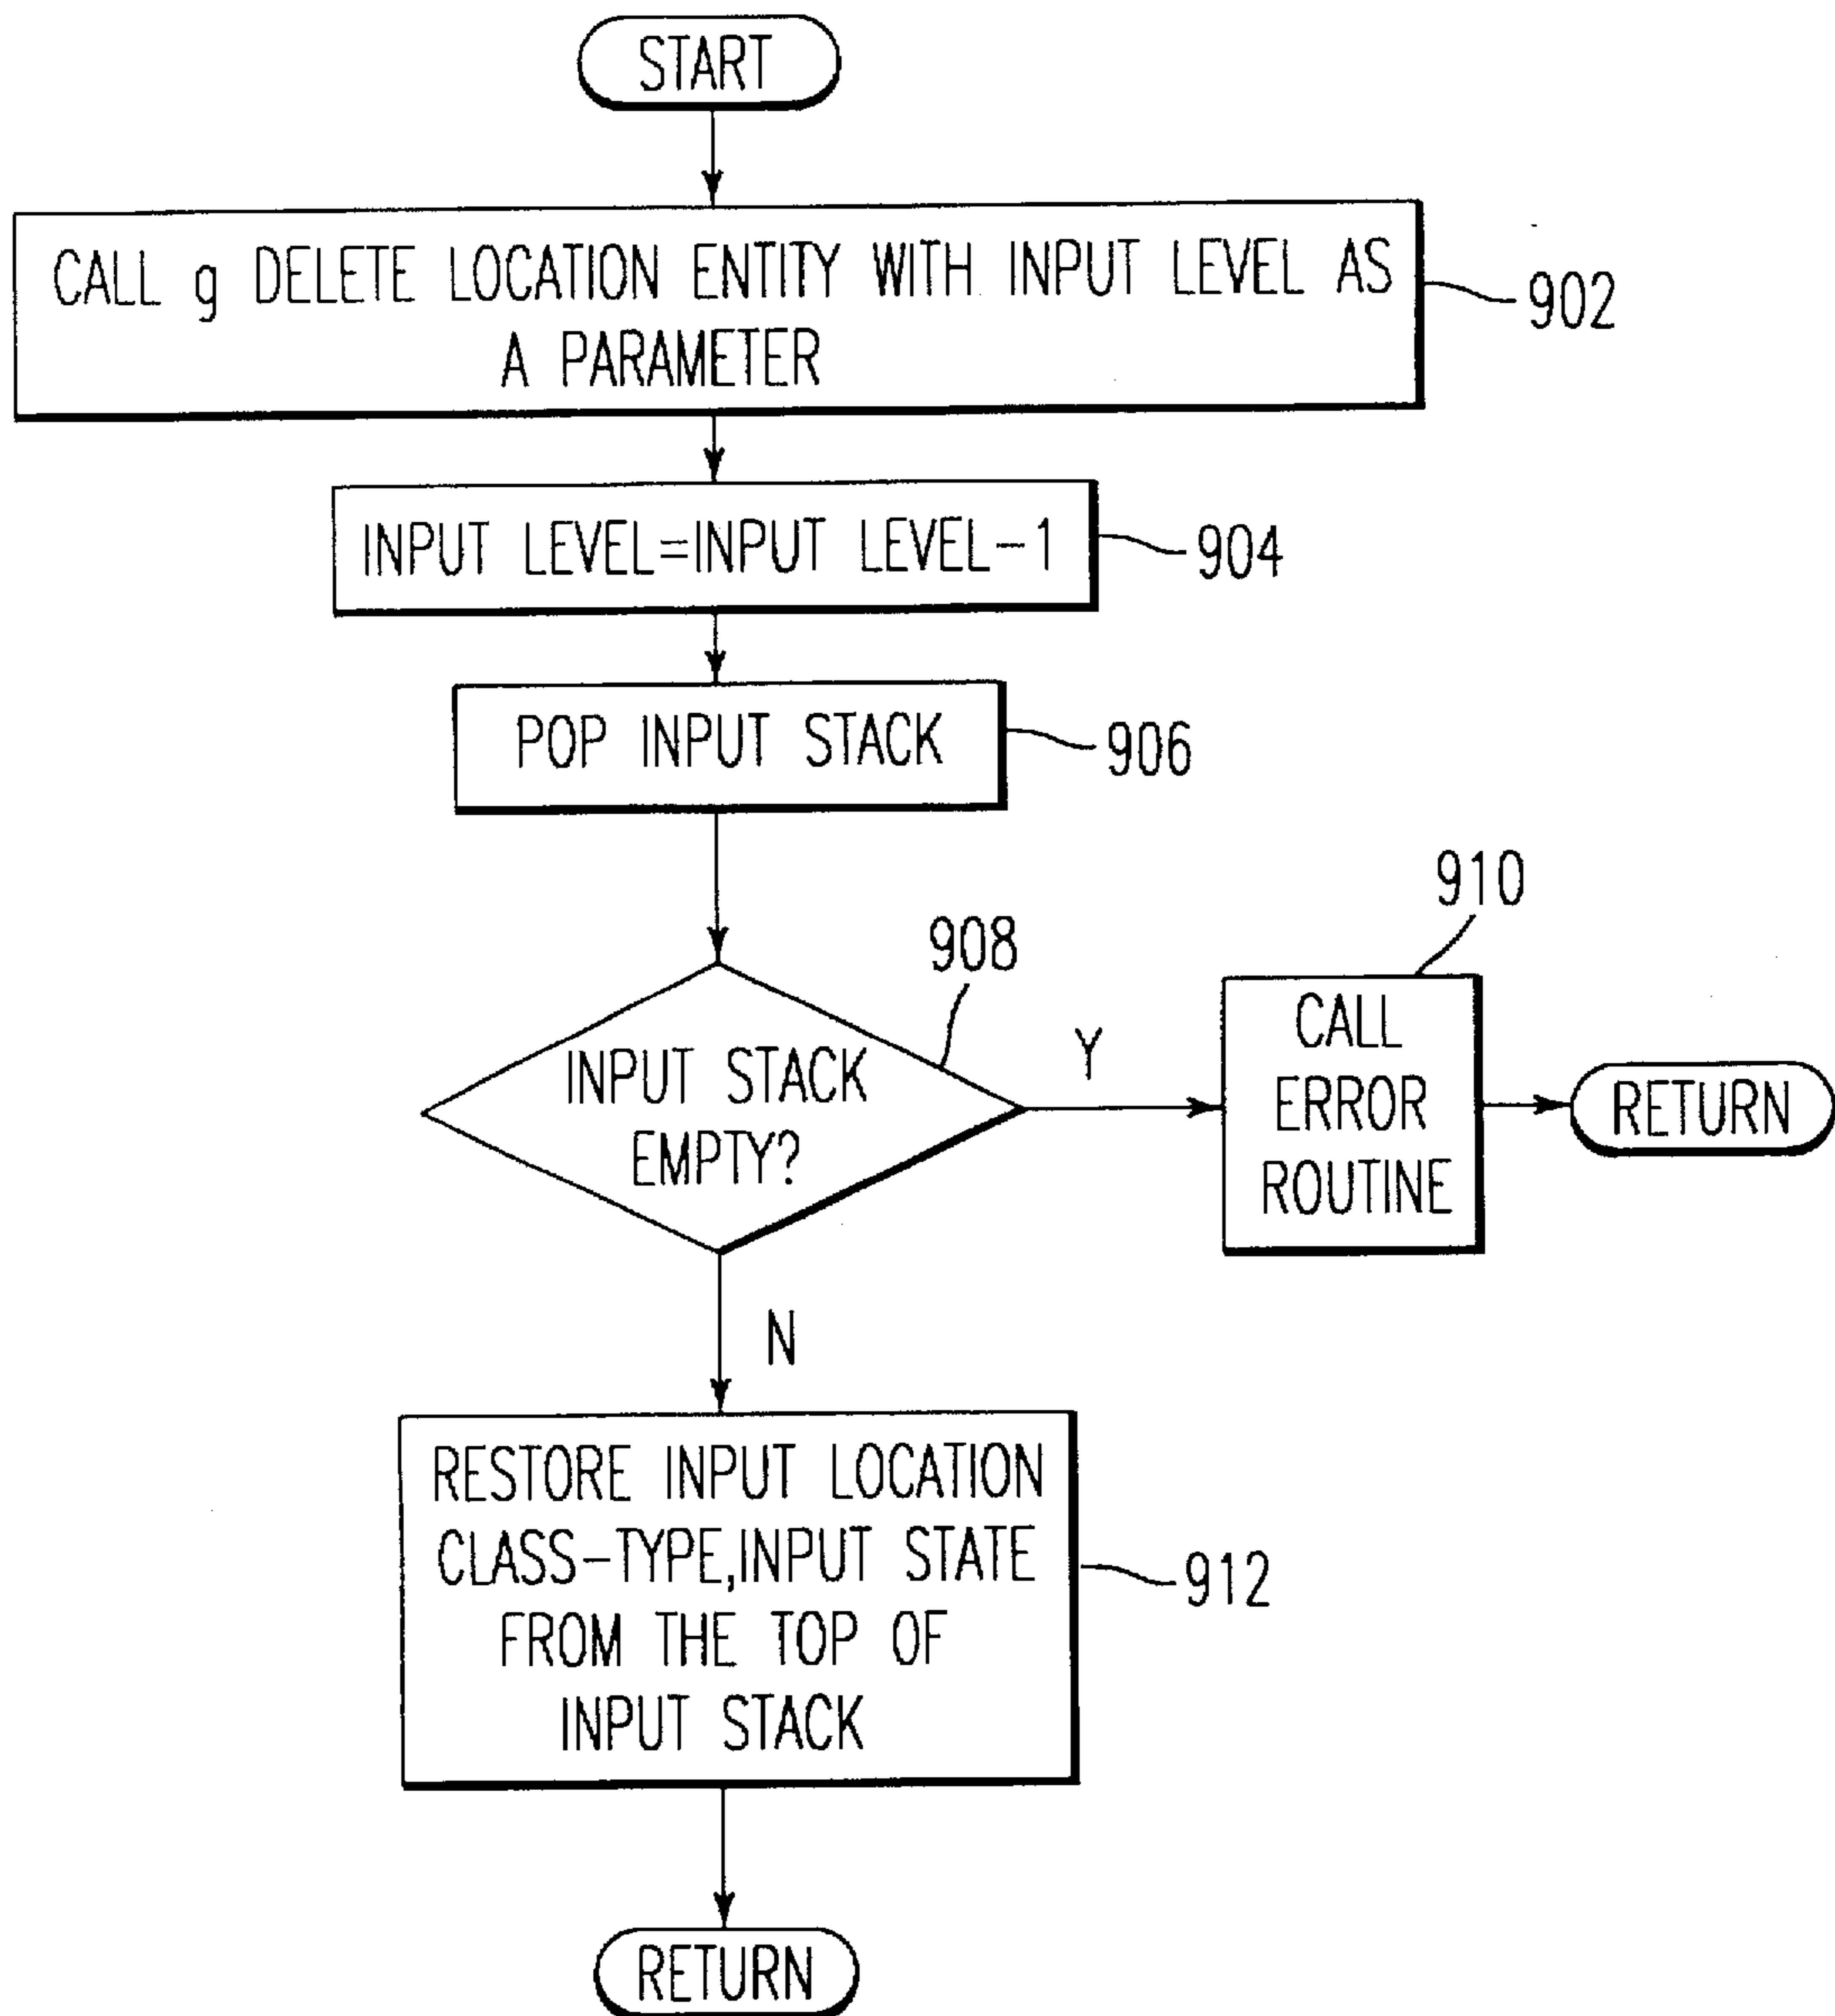 START
CALL g DELETE LOCATION ENTITY WITH INPUT LEVEL AS
A PARAMETER
902
INPUT LEVEL=INPUT LEVEL-1
904
POP INPUT STACK
906
908
INPUT STACK
EMPTY?
Y
910
CALL
ERROR
ROUTINE
RETURN
N
RESTORE INPUT LOCATION
CLASS-TYPE,INPUT STATE
FROM THE TOP OF
INPUT STACK
912
RETURN